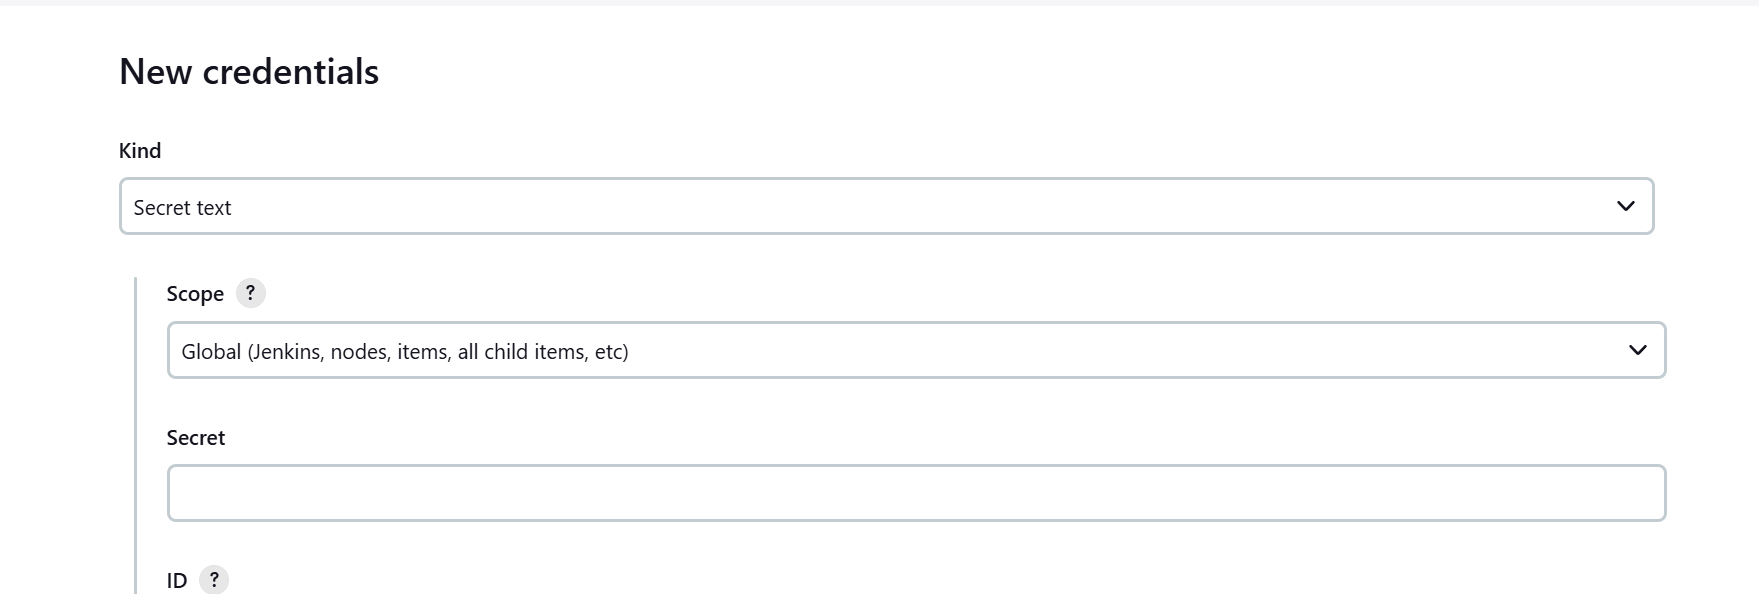 New credentials
Kind
Secret text
Scope ?
Global (Jenkins, nodes, items, all child items, etc)
Secret
ID ?